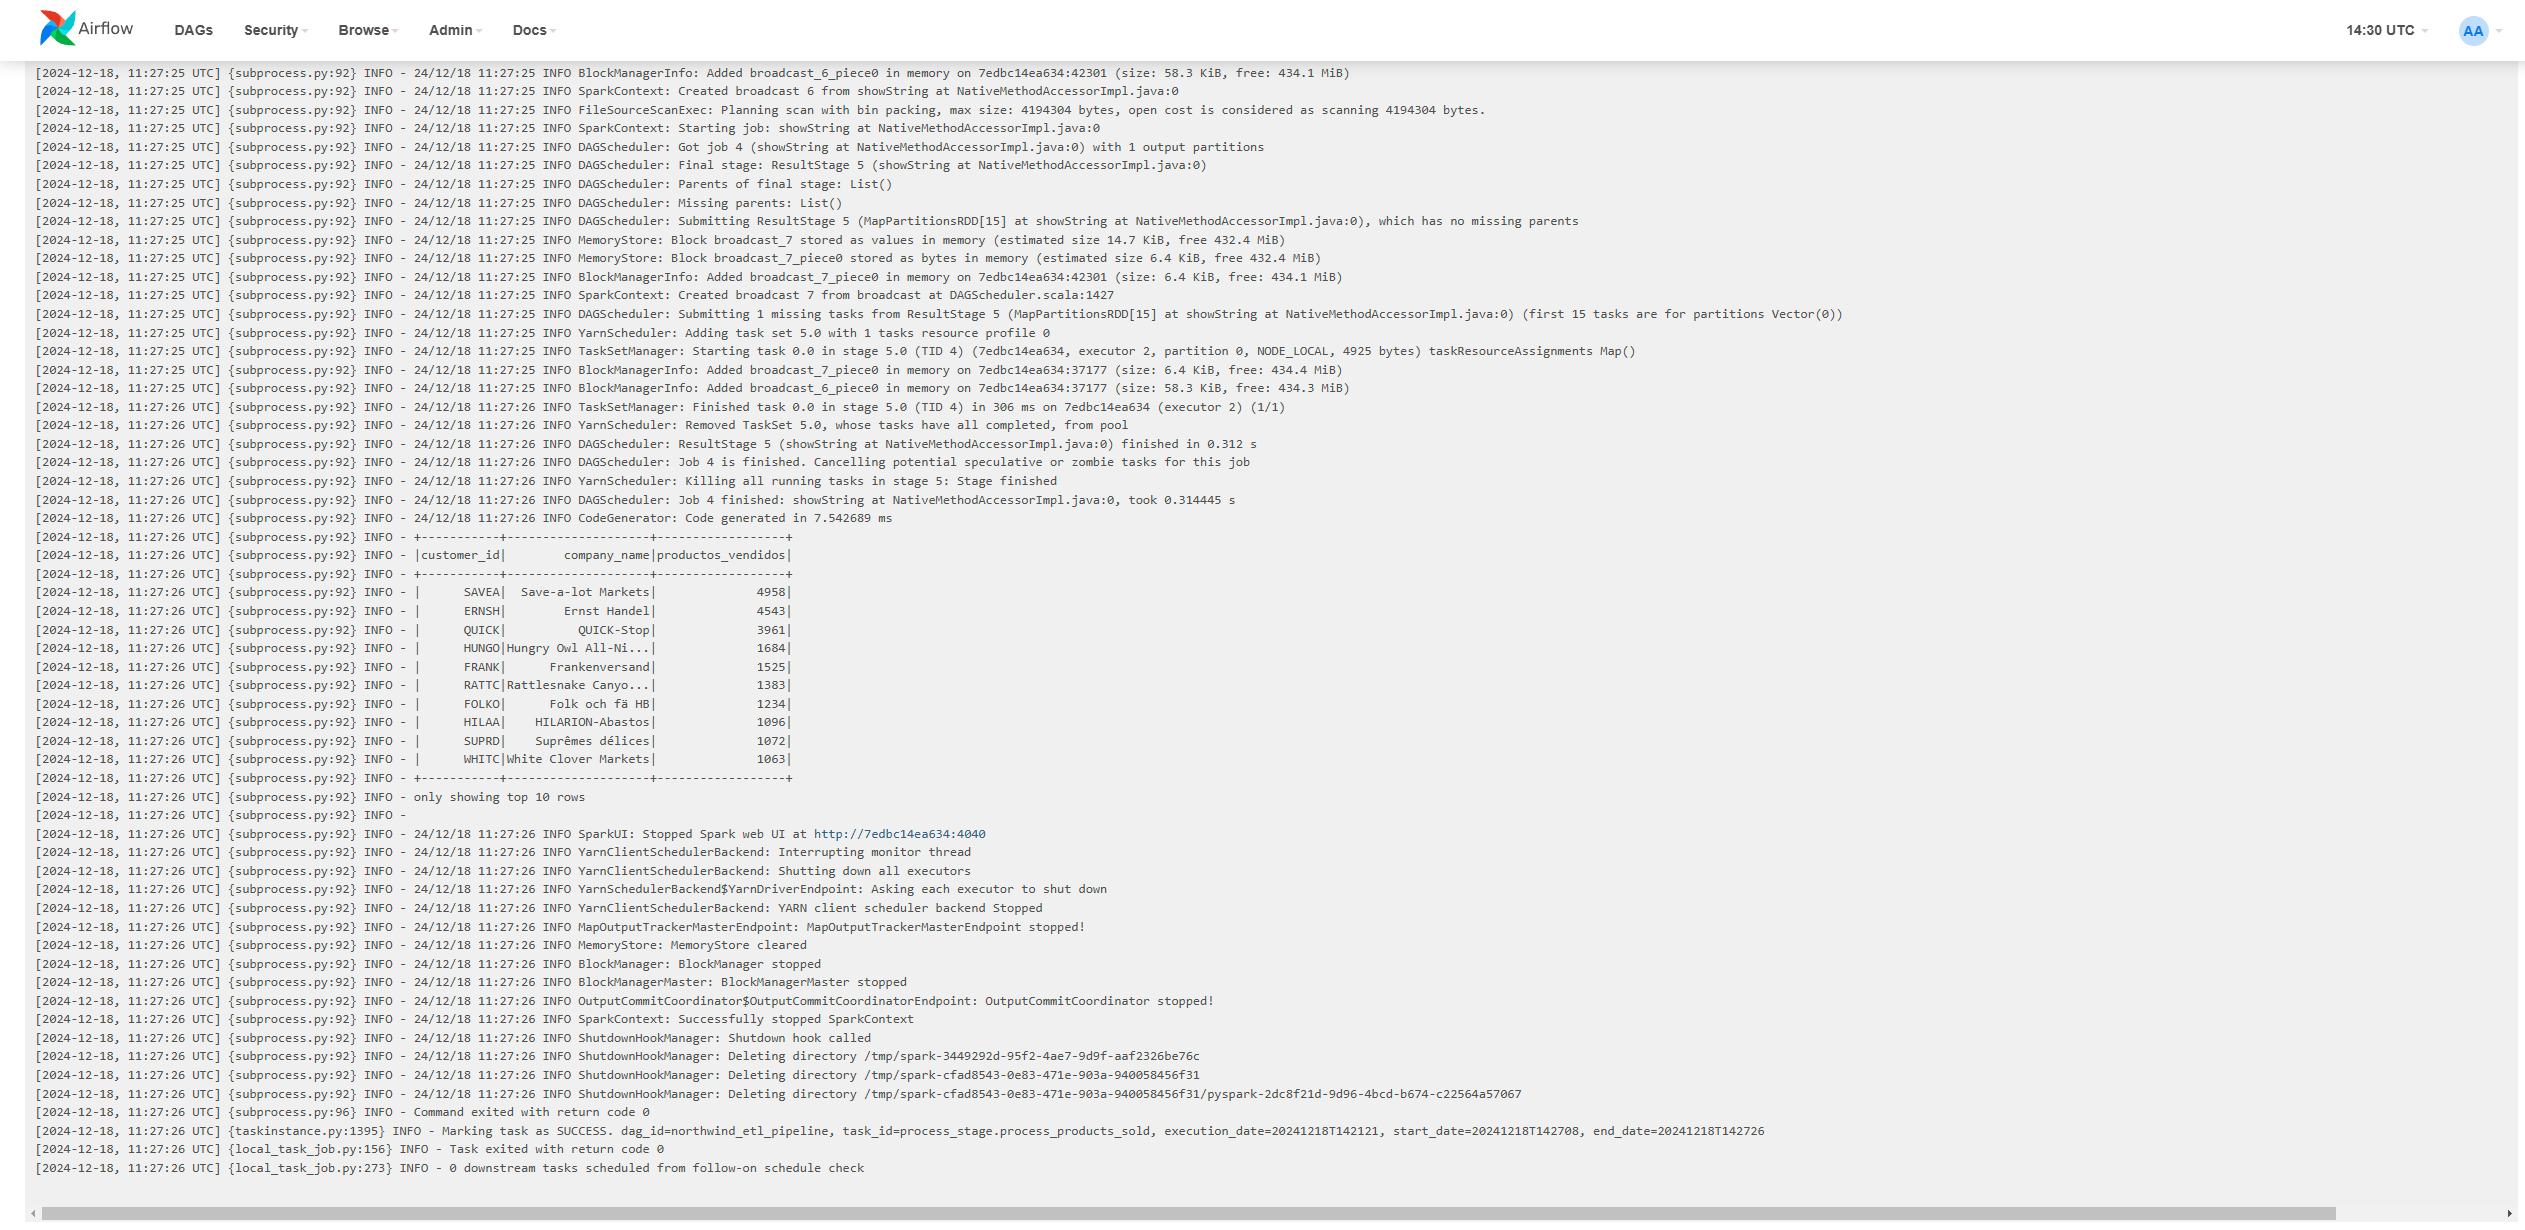 Airflow DAGs Security Browse Admin Docs 14:30 UTC AA
[2024-12-18, 11:27:25 UTC] {subprocess.py:92} INFO - 24/12/18 11:27:25 INFO BlockManagerInfo: Added broadcast_6_piece0 in memory on 7edbc14ea634:42301 (size: 58.3 KiB, free: 434.1 MiB)
[2024-12-18, 11:27:25 UTC] {subprocess.py:92} INFO - 24/12/18 11:27:25 INFO SparkContext: Created broadcast 6 from showString at NativeMethodAccessorImpl.java:0
[2024-12-18, 11:27:25 UTC] {subprocess.py:92} INFO - 24/12/18 11:27:25 INFO FileSourceScanExec: Planning scan with bin packing, max size: 4194304 bytes, open cost is considered as scanning 4194304 bytes.
[2024-12-18, 11:27:25 UTC] {subprocess.py:92} INFO - 24/12/18 11:27:25 INFO SparkContext: Starting job: showString at NativeMethodAccessorImpl.java:0
[2024-12-18, 11:27:25 UTC] {subprocess.py:92} INFO - 24/12/18 11:27:25 INFO DAGScheduler: Got job 4 (showString at NativeMethodAccessorImpl.java:0) with 1 output partitions
[2024-12-18, 11:27:25 UTC] {subprocess.py:92} INFO - 24/12/18 11:27:25 INFO DAGScheduler: Final stage: ResultStage 5 (showString at NativeMethodAccessorImpl.java:0)
[2024-12-18, 11:27:25 UTC] {subprocess.py:92} INFO - 24/12/18 11:27:25 INFO DAGScheduler: Parents of final stage: List()
[2024-12-18, 11:27:25 UTC] {subprocess.py:92} INFO - 24/12/18 11:27:25 INFO DAGScheduler: Missing parents: List()
[2024-12-18, 11:27:25 UTC] {subprocess.py:92} INFO - 24/12/18 11:27:25 INFO DAGScheduler: Submitting ResultStage 5 (MapPartitionsRDD[15] at showString at NativeMethodAccessorImpl.java:0), which has no missing parents
[2024-12-18, 11:27:25 UTC] {subprocess.py:92} INFO - 24/12/18 11:27:25 INFO MemoryStore: Block broadcast_7 stored as values in memory (estimated size 14.7 KiB, free 432.4 MiB)
[2024-12-18, 11:27:25 UTC] {subprocess.py:92} INFO - 24/12/18 11:27:25 INFO MemoryStore: Block broadcast_7_piece0 stored as bytes in memory (estimated size 6.4 KiB, free 432.4 MiB)
[2024-12-18, 11:27:25 UTC] {subprocess.py:92} INFO - 24/12/18 11:27:25 INFO BlockManagerInfo: Added broadcast_7_piece0 in memory on 7edbc14ea634:42301 (size: 6.4 KiB, free: 434.1 MiB)
[2024-12-18, 11:27:25 UTC] {subprocess.py:92} INFO - 24/12/18 11:27:25 INFO SparkContext: Created broadcast 7 from broadcast at DAGScheduler.scala:1427
[2024-12-18, 11:27:25 UTC] {subprocess.py:92} INFO - 24/12/18 11:27:25 INFO DAGScheduler: Submitting 1 missing tasks from ResultStage 5 (MapPartitionsRDD[15] at showString at NativeMethodAccessorImpl.java:0) (first 15 tasks are for partitions Vector(0))
[2024-12-18, 11:27:25 UTC] {subprocess.py:92} INFO - 24/12/18 11:27:25 INFO YarnScheduler: Adding task set 5.0 with 1 tasks resource profile 0
[2024-12-18, 11:27:25 UTC] {subprocess.py:92} INFO - 24/12/18 11:27:25 INFO TaskSetManager: Starting task 0.0 in stage 5.0 (TID 4) (7edbc14ea634, executor 2, partition 0, NODE_LOCAL, 4925 bytes) taskResourceAssignments Map()
[2024-12-18, 11:27:25 UTC] {subprocess.py:92} INFO - 24/12/18 11:27:25 INFO BlockManagerInfo: Added broadcast_7_piece0 in memory on 7edbc14ea634:37177 (size: 6.4 KiB, free: 434.4 MiB)
[2024-12-18, 11:27:25 UTC] {subprocess.py:92} INFO - 24/12/18 11:27:25 INFO BlockManagerInfo: Added broadcast_6_piece0 in memory on 7edbc14ea634:37177 (size: 58.3 KiB, free: 434.3 MiB)
[2024-12-18, 11:27:26 UTC] {subprocess.py:92} INFO - 24/12/18 11:27:26 INFO TaskSetManager: Finished task 0.0 in stage 5.0 (TID 4) in 306 ms on 7edbc14ea634 (executor 2) (1/1)
[2024-12-18, 11:27:26 UTC] {subprocess.py:92} INFO - 24/12/18 11:27:26 INFO YarnScheduler: Removed TaskSet 5.0, whose tasks have all completed, from pool
[2024-12-18, 11:27:26 UTC] {subprocess.py:92} INFO - 24/12/18 11:27:26 INFO DAGScheduler: ResultStage 5 (showString at NativeMethodAccessorImpl.java:0) finished in 0.312 s
[2024-12-18, 11:27:26 UTC] {subprocess.py:92} INFO - 24/12/18 11:27:26 INFO DAGScheduler: Job 4 is finished. Cancelling potential speculative or zombie tasks for this job
[2024-12-18, 11:27:26 UTC] {subprocess.py:92} INFO - 24/12/18 11:27:26 INFO YarnScheduler: Killing all running tasks in stage 5: Stage finished
[2024-12-18, 11:27:26 UTC] {subprocess.py:92} INFO - 24/12/18 11:27:26 INFO DAGScheduler: Job 4 finished: showString at NativeMethodAccessorImpl.java:0, took 0.314445 s
[2024-12-18, 11:27:26 UTC] {subprocess.py:92} INFO - 24/12/18 11:27:26 INFO CodeGenerator: Code generated in 7.542689 ms
[2024-12-18, 11:27:26 UTC] {subprocess.py:92} INFO - +-----------+--------------------+------------------+
[2024-12-18, 11:27:26 UTC] {subprocess.py:92} INFO - |customer_id|        company_name|productos_vendidos|
[2024-12-18, 11:27:26 UTC] {subprocess.py:92} INFO - +-----------+--------------------+------------------+
[2024-12-18, 11:27:26 UTC] {subprocess.py:92} INFO - |      SAVEA|  Save-a-lot Markets|              4958|
[2024-12-18, 11:27:26 UTC] {subprocess.py:92} INFO - |      ERNSH|        Ernst Handel|              4543|
[2024-12-18, 11:27:26 UTC] {subprocess.py:92} INFO - |      QUICK|          QUICK-Stop|              3961|
[2024-12-18, 11:27:26 UTC] {subprocess.py:92} INFO - |      HUNGO|Hungry Owl All-Ni...|              1684|
[2024-12-18, 11:27:26 UTC] {subprocess.py:92} INFO - |      FRANK|      Frankenversand|              1525|
[2024-12-18, 11:27:26 UTC] {subprocess.py:92} INFO - |      RATTC|Rattlesnake Canyo...|              1383|
[2024-12-18, 11:27:26 UTC] {subprocess.py:92} INFO - |      FOLKO|      Folk och fä HB|              1234|
[2024-12-18, 11:27:26 UTC] {subprocess.py:92} INFO - |      HILAA|    HILARION-Abastos|              1096|
[2024-12-18, 11:27:26 UTC] {subprocess.py:92} INFO - |      SUPRD|    Suprêmes délices|              1072|
[2024-12-18, 11:27:26 UTC] {subprocess.py:92} INFO - |      WHITC|White Clover Markets|              1063|
[2024-12-18, 11:27:26 UTC] {subprocess.py:92} INFO - +-----------+--------------------+------------------+
[2024-12-18, 11:27:26 UTC] {subprocess.py:92} INFO - only showing top 10 rows
[2024-12-18, 11:27:26 UTC] {subprocess.py:92} INFO -
[2024-12-18, 11:27:26 UTC] {subprocess.py:92} INFO - 24/12/18 11:27:26 INFO SparkUI: Stopped Spark web UI at http://7edbc14ea634:4040
[2024-12-18, 11:27:26 UTC] {subprocess.py:92} INFO - 24/12/18 11:27:26 INFO YarnClientSchedulerBackend: Interrupting monitor thread
[2024-12-18, 11:27:26 UTC] {subprocess.py:92} INFO - 24/12/18 11:27:26 INFO YarnClientSchedulerBackend: Shutting down all executors
[2024-12-18, 11:27:26 UTC] {subprocess.py:92} INFO - 24/12/18 11:27:26 INFO YarnSchedulerBackend$YarnDriverEndpoint: Asking each executor to shut down
[2024-12-18, 11:27:26 UTC] {subprocess.py:92} INFO - 24/12/18 11:27:26 INFO YarnClientSchedulerBackend: YARN client scheduler backend Stopped
[2024-12-18, 11:27:26 UTC] {subprocess.py:92} INFO - 24/12/18 11:27:26 INFO MapOutputTrackerMasterEndpoint: MapOutputTrackerMasterEndpoint stopped!
[2024-12-18, 11:27:26 UTC] {subprocess.py:92} INFO - 24/12/18 11:27:26 INFO MemoryStore: MemoryStore cleared
[2024-12-18, 11:27:26 UTC] {subprocess.py:92} INFO - 24/12/18 11:27:26 INFO BlockManager: BlockManager stopped
[2024-12-18, 11:27:26 UTC] {subprocess.py:92} INFO - 24/12/18 11:27:26 INFO BlockManagerMaster: BlockManagerMaster stopped
[2024-12-18, 11:27:26 UTC] {subprocess.py:92} INFO - 24/12/18 11:27:26 INFO OutputCommitCoordinator$OutputCommitCoordinatorEndpoint: OutputCommitCoordinator stopped!
[2024-12-18, 11:27:26 UTC] {subprocess.py:92} INFO - 24/12/18 11:27:26 INFO SparkContext: Successfully stopped SparkContext
[2024-12-18, 11:27:26 UTC] {subprocess.py:92} INFO - 24/12/18 11:27:26 INFO ShutdownHookManager: Shutdown hook called
[2024-12-18, 11:27:26 UTC] {subprocess.py:92} INFO - 24/12/18 11:27:26 INFO ShutdownHookManager: Deleting directory /tmp/spark-3449292d-95f2-4ae7-9d9f-aaf2326be76c
[2024-12-18, 11:27:26 UTC] {subprocess.py:92} INFO - 24/12/18 11:27:26 INFO ShutdownHookManager: Deleting directory /tmp/spark-cfad8543-0e83-471e-903a-940058456f31
[2024-12-18, 11:27:26 UTC] {subprocess.py:92} INFO - 24/12/18 11:27:26 INFO ShutdownHookManager: Deleting directory /tmp/spark-cfad8543-0e83-471e-903a-940058456f31/pyspark-2dc8f21d-9d96-4bcd-b674-c22564a57067
[2024-12-18, 11:27:26 UTC] {subprocess.py:96} INFO - Command exited with return code 0
[2024-12-18, 11:27:26 UTC] {taskinstance.py:1395} INFO - Marking task as SUCCESS. dag_id=northwind_etl_pipeline, task_id=process_stage.process_products_sold, execution_date=20241218T142121, start_date=20241218T142708, end_date=20241218T142726
[2024-12-18, 11:27:26 UTC] {local_task_job.py:156} INFO - Task exited with return code 0
[2024-12-18, 11:27:26 UTC] {local_task_job.py:273} INFO - 0 downstream tasks scheduled from follow-on schedule check